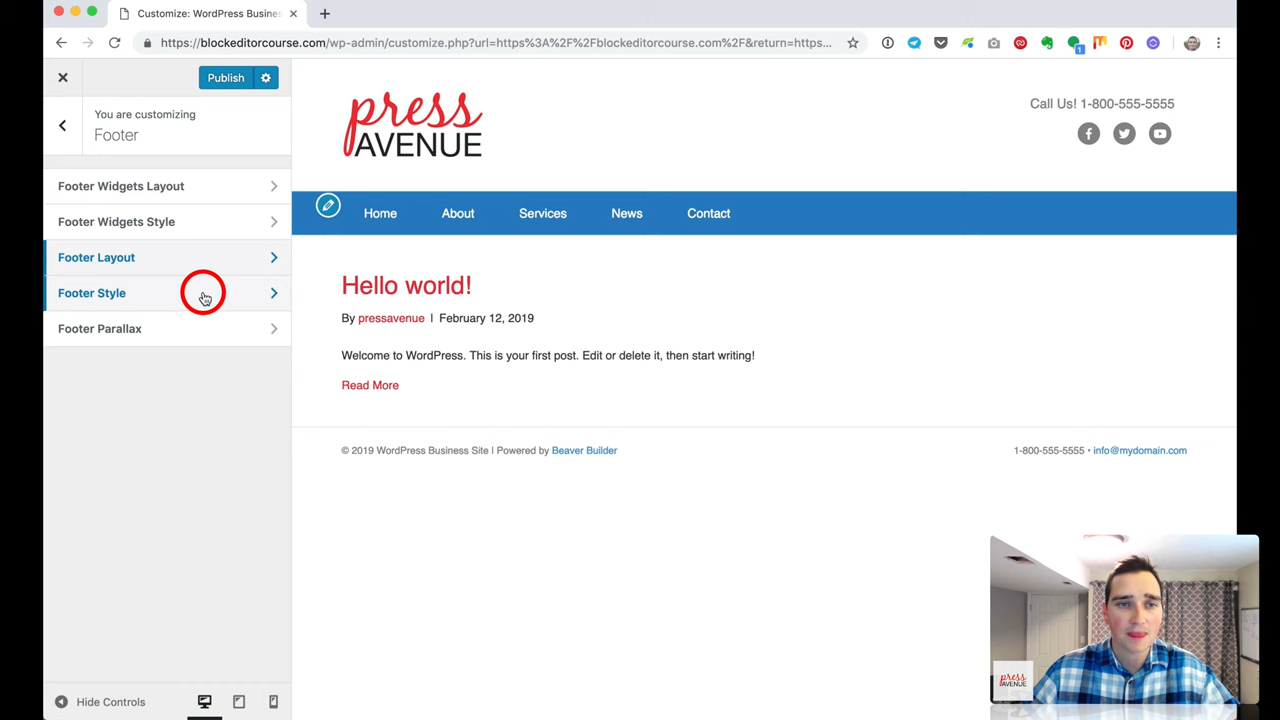 Customize: WordPress Busines
https://blockeditorcourse.com/wp-admin/customize.php?url=https%3A%2F%2Fblockeditorcourse.com%2F&return=https...
1
Publish
You are customizing
Footer
Footer Widgets Layout
Footer Widgets Style
Footer Layout
Footer Style
Footer Parallax
Hide Controls
press
AVENUE
Call Us! 1-800-555-5555
Home About Services News Contact
Hello world!
By pressavenue | February 12, 2019
Welcome to WordPress. This is your first post. Edit or delete it, then start writing!
Read More
© 2019 WordPress Business Site | Powered by Beaver Builder
1-800-555-5555 • info@mydomain.com
press
AVENUE